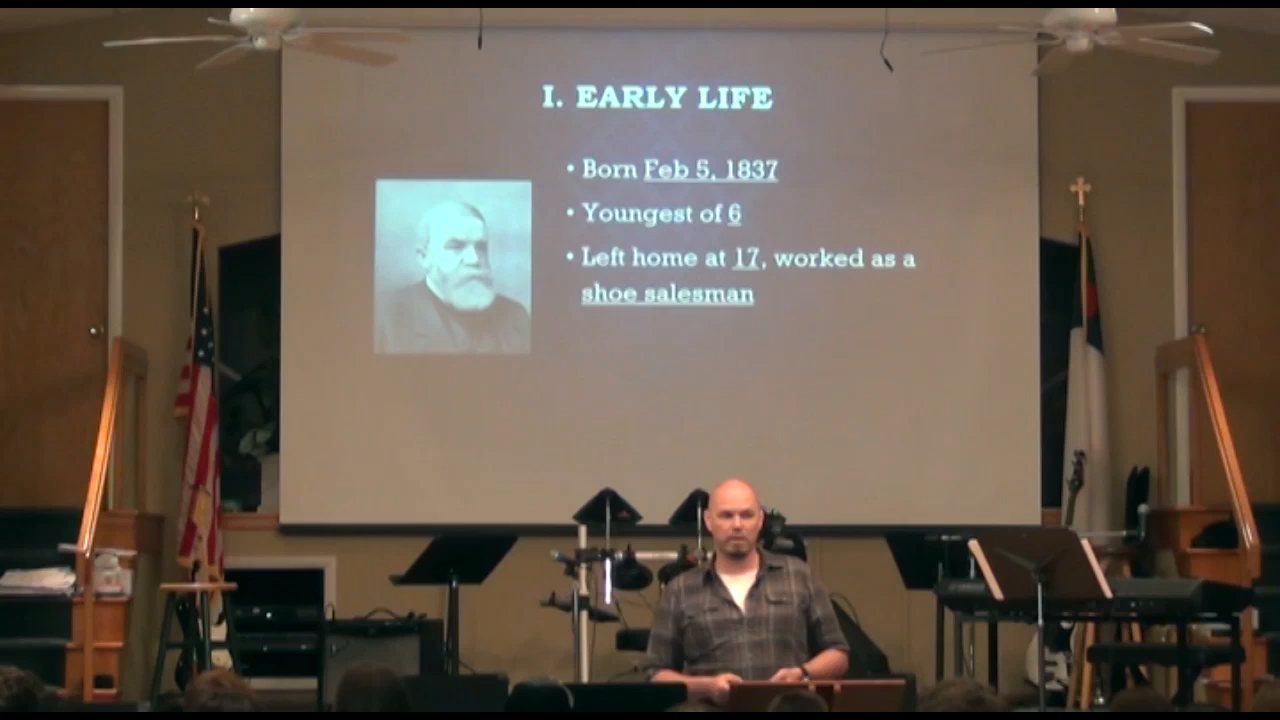 I. EARLY LIFE
• Born Feb 5, 1837
• Youngest of 6
• Left home at 17, worked as a
shoe salesman